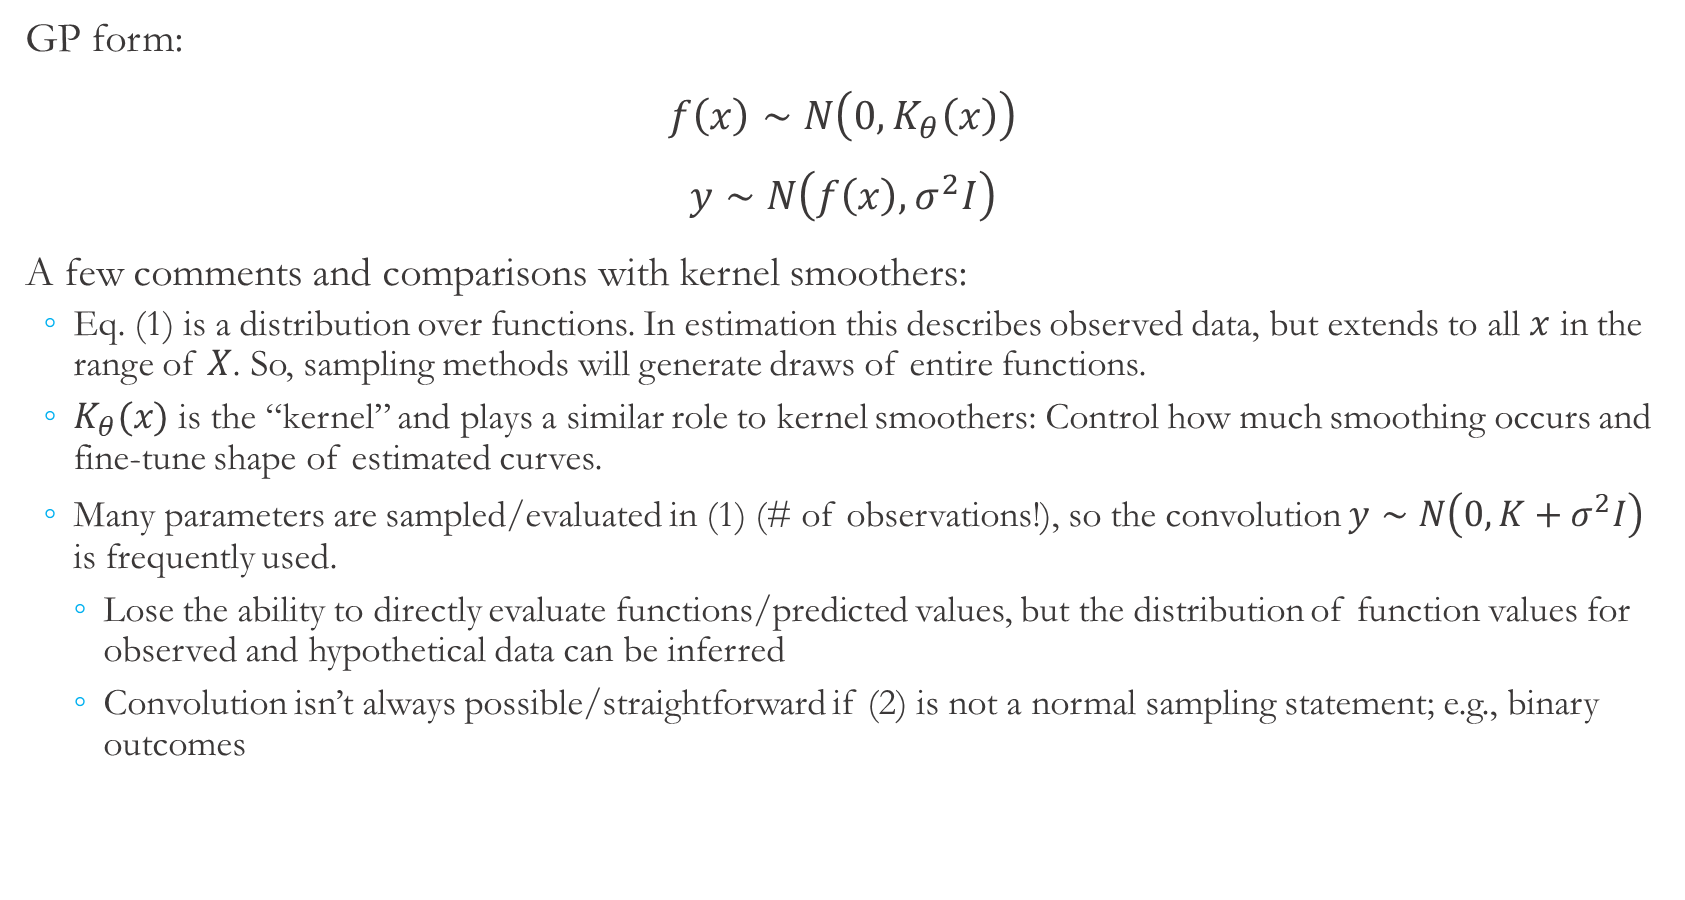 GP form:
f(x) ~ N(0, K_θ(x))
y ~ N(f(x), σ²I)
A few comments and comparisons with kernel smoothers:
◦ Eq. (1) is a distribution over functions. In estimation this describes observed data, but extends to all x in the
range of X. So, sampling methods will generate draws of entire functions.
◦ K_θ(x) is the “kernel” and plays a similar role to kernel smoothers: Control how much smoothing occurs and
fine-tune shape of estimated curves.
◦ Many parameters are sampled/evaluated in (1) (# of observations!), so the convolution y ~ N(0, K + σ²I)
is frequently used.
◦ Lose the ability to directly evaluate functions/predicted values, but the distribution of function values for
observed and hypothetical data can be inferred
◦ Convolution isn’t always possible/straightforward if (2) is not a normal sampling statement; e.g., binary
outcomes